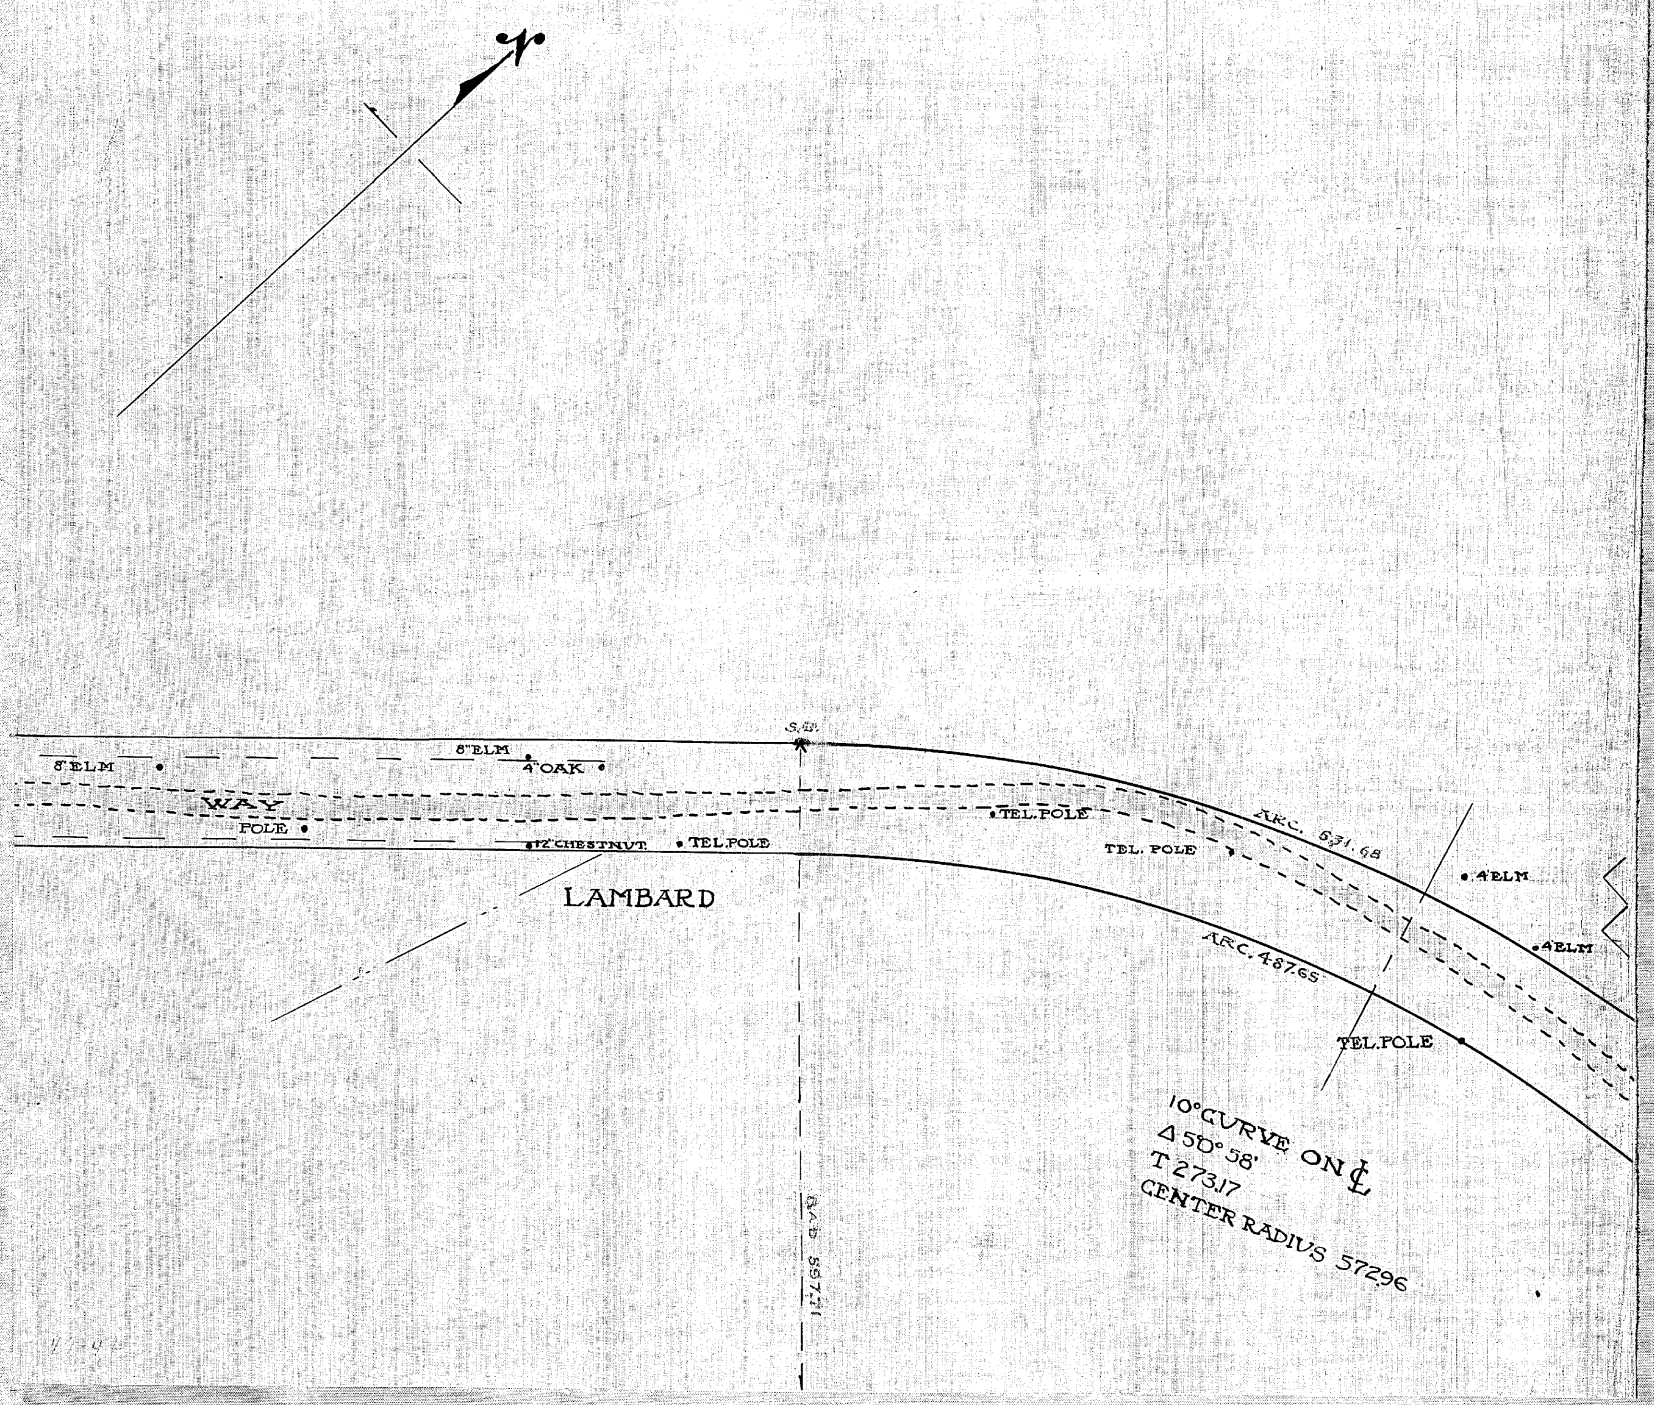 N
S.B.
8" ELM
8" ELM
4" OAK
WAY
POLE
12" CHESTNUT.
TEL.POLE
TEL.POLE
TEL. POLE
ARC. 631.68
4" ELM
4" ELM
LAMBARD
ARC. 487.65
TEL.POLE
10° CURVE ON ℄
Δ 50° 58'
T 273.17
CENTER RADIUS 572.96
RAD